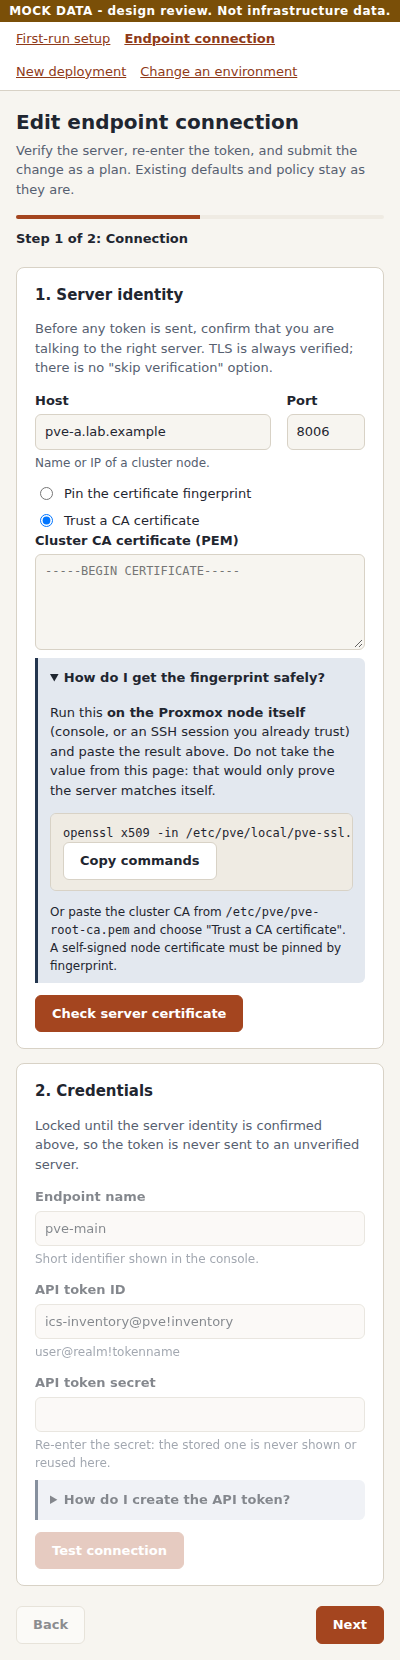 MOCK DATA - design review. Not infrastructure data.
First-run setup Endpoint connection
New deployment Change an environment
Edit endpoint connection
Verify the server, re-enter the token, and submit the
change as a plan. Existing defaults and policy stay as
they are.
Step 1 of 2: Connection
1. Server identity
Before any token is sent, confirm that you are
talking to the right server. TLS is always verified;
there is no "skip verification" option.
Host Port
pve-a.lab.example 8006
Name or IP of a cluster node.
Pin the certificate fingerprint
Trust a CA certificate
Cluster CA certificate (PEM)
-----BEGIN CERTIFICATE-----
How do I get the fingerprint safely?
Run this on the Proxmox node itself
(console, or an SSH session you already trust)
and paste the result above. Do not take the
value from this page: that would only prove
the server matches itself.
openssl x509 -in /etc/pve/local/pve-ssl.
Copy commands
Or paste the cluster CA from /etc/pve/pve-
root-ca.pem and choose "Trust a CA certificate".
A self-signed node certificate must be pinned by
fingerprint.
Check server certificate
2. Credentials
Locked until the server identity is confirmed
above, so the token is never sent to an unverified
server.
Endpoint name
pve-main
Short identifier shown in the console.
API token ID
ics-inventory@pve!inventory
user@realm!tokenname
API token secret
Re-enter the secret: the stored one is never shown or
reused here.
How do I create the API token?
Test connection
Back Next